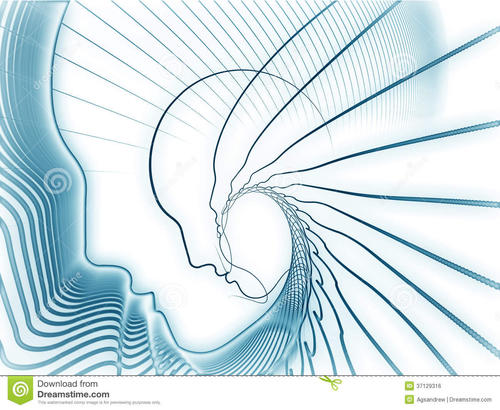 Download from
Dreamstime.com
This watermarked comp image is for previewing purposes only.
37129316
Agsandrew | Dreamstime.com